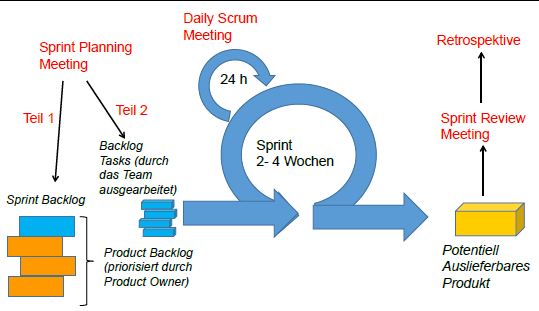 Sprint Planning
Meeting
Teil 1
Teil 2
Sprint Backlog
Backlog
Tasks (durch
das Team
ausgearbeitet)
Product Backlog
(priorisiert durch
Product Owner)
Daily Scrum
Meeting
24 h
Sprint
2- 4 Wochen
Retrospektive
Sprint Review
Meeting
Potentiell
Auslieferbares
Produkt